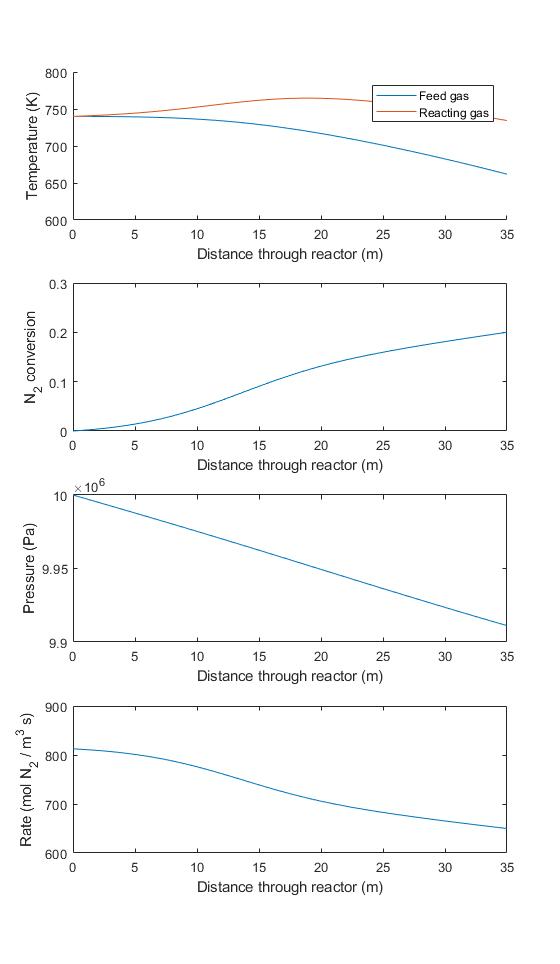 800
750
700
650
600
Temperature (K)
Feed gas
Reacting gas
0 5 10 15 20 25 30 35
Distance through reactor (m)
0.3
0.2
0.1
0
N2 conversion
0 5 10 15 20 25 30 35
Distance through reactor (m)
×10^6
10
9.95
9.9
Pressure (Pa)
0 5 10 15 20 25 30 35
Distance through reactor (m)
900
800
700
600
Rate (mol N2 / m^3 s)
0 5 10 15 20 25 30 35
Distance through reactor (m)